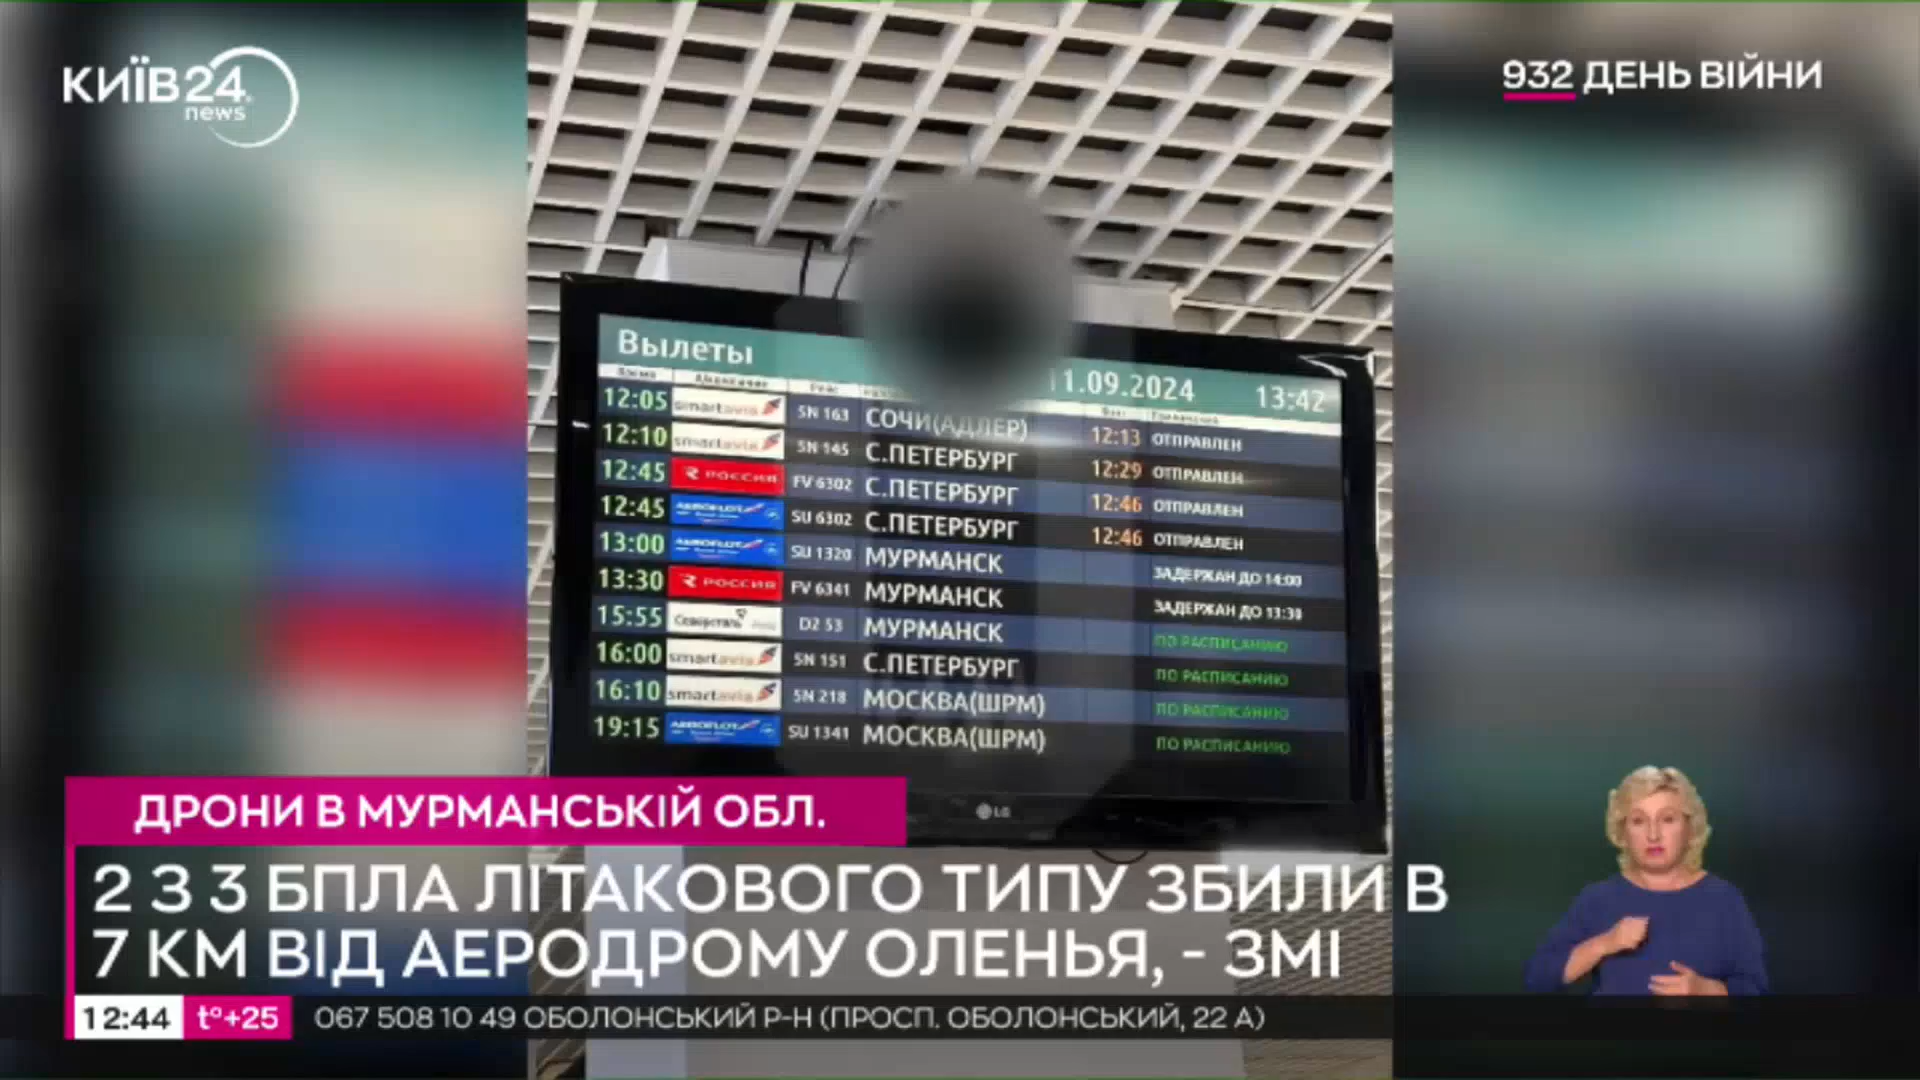 КИЇВ24
news
932 ДЕНЬ ВІЙНИ
Вылеты 11.09.2024 13:42
12:05 smartavia 5N 163 СОЧИ(АДЛЕР) 12:13 ОТПРАВЛЕН
12:10 smartavia 5N 145 С.ПЕТЕРБУРГ 12:29 ОТПРАВЛЕН
12:45 РОССИЯ FV 6302 С.ПЕТЕРБУРГ 12:46 ОТПРАВЛЕН
12:45 AEROFLOT SU 6302 С.ПЕТЕРБУРГ 12:46 ОТПРАВЛЕН
13:00 AEROFLOT SU 1320 МУРМАНСК ЗАДЕРЖАН ДО 14:00
13:30 РОССИЯ FV 6341 МУРМАНСК ЗАДЕРЖАН ДО 13:30
15:55 Северсталь D2 53 МУРМАНСК ПО РАСПИСАНИЮ
16:00 smartavia 5N 151 С.ПЕТЕРБУРГ ПО РАСПИСАНИЮ
16:10 smartavia 5N 218 МОСКВА(ШРМ) ПО РАСПИСАНИЮ
19:15 AEROFLOT SU 1341 МОСКВА(ШРМ) ПО РАСПИСАНИЮ
LG
ДРОНИ В МУРМАНСЬКІЙ ОБЛ.
2 З 3 БПЛА ЛІТАКОВОГО ТИПУ ЗБИЛИ В
7 КМ ВІД АЕРОДРОМУ ОЛЕНЬЯ, - ЗМІ
12:44 t°+25 067 508 10 49 ОБОЛОНСЬКИЙ Р-Н (ПРОСП. ОБОЛОНСЬКИЙ, 22 А)